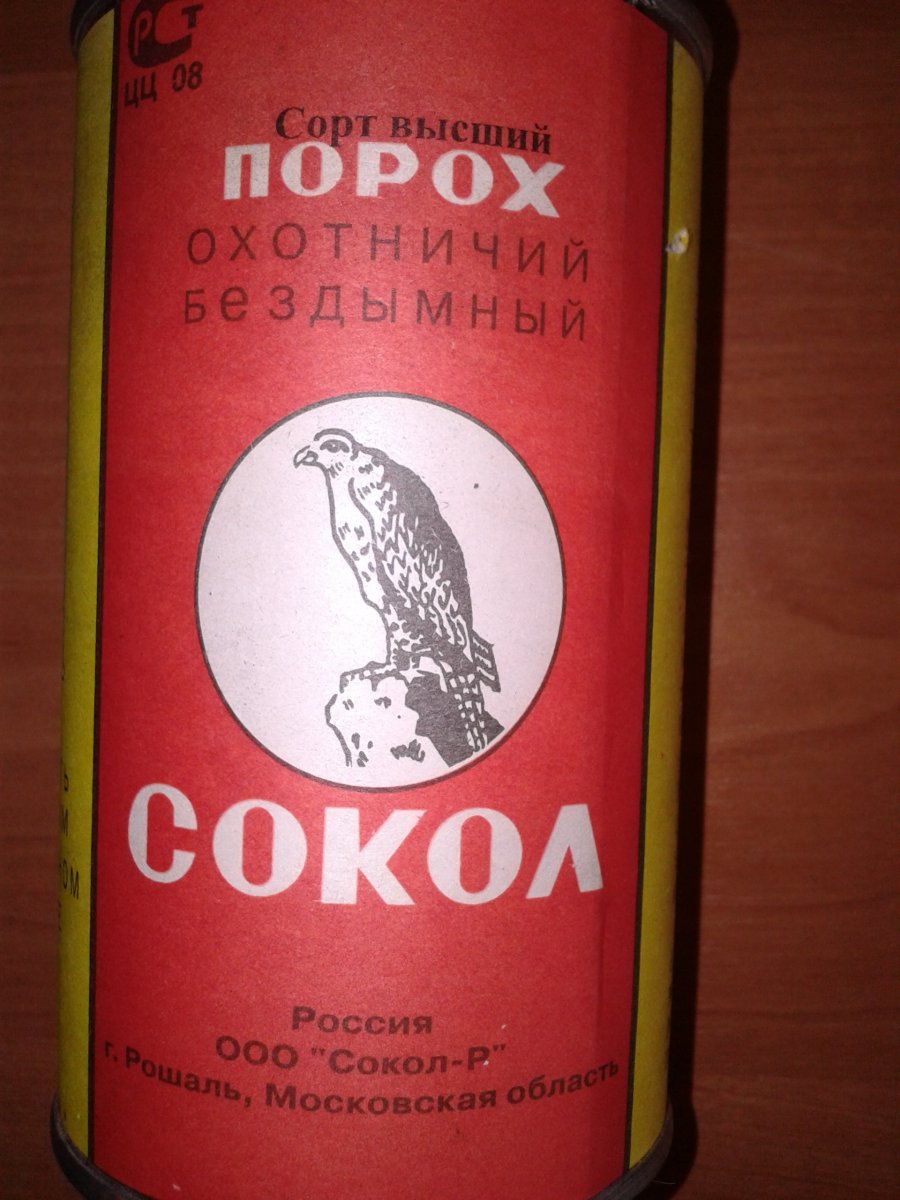 РСТ
ЦЦ 08
Сорт высший
ПОРОХ
ОХОТНИЧИЙ
БеЗДЫМНЫЙ
СОКОЛ
Россия
ООО "Сокол-Р"
г. Рошаль, Московская область